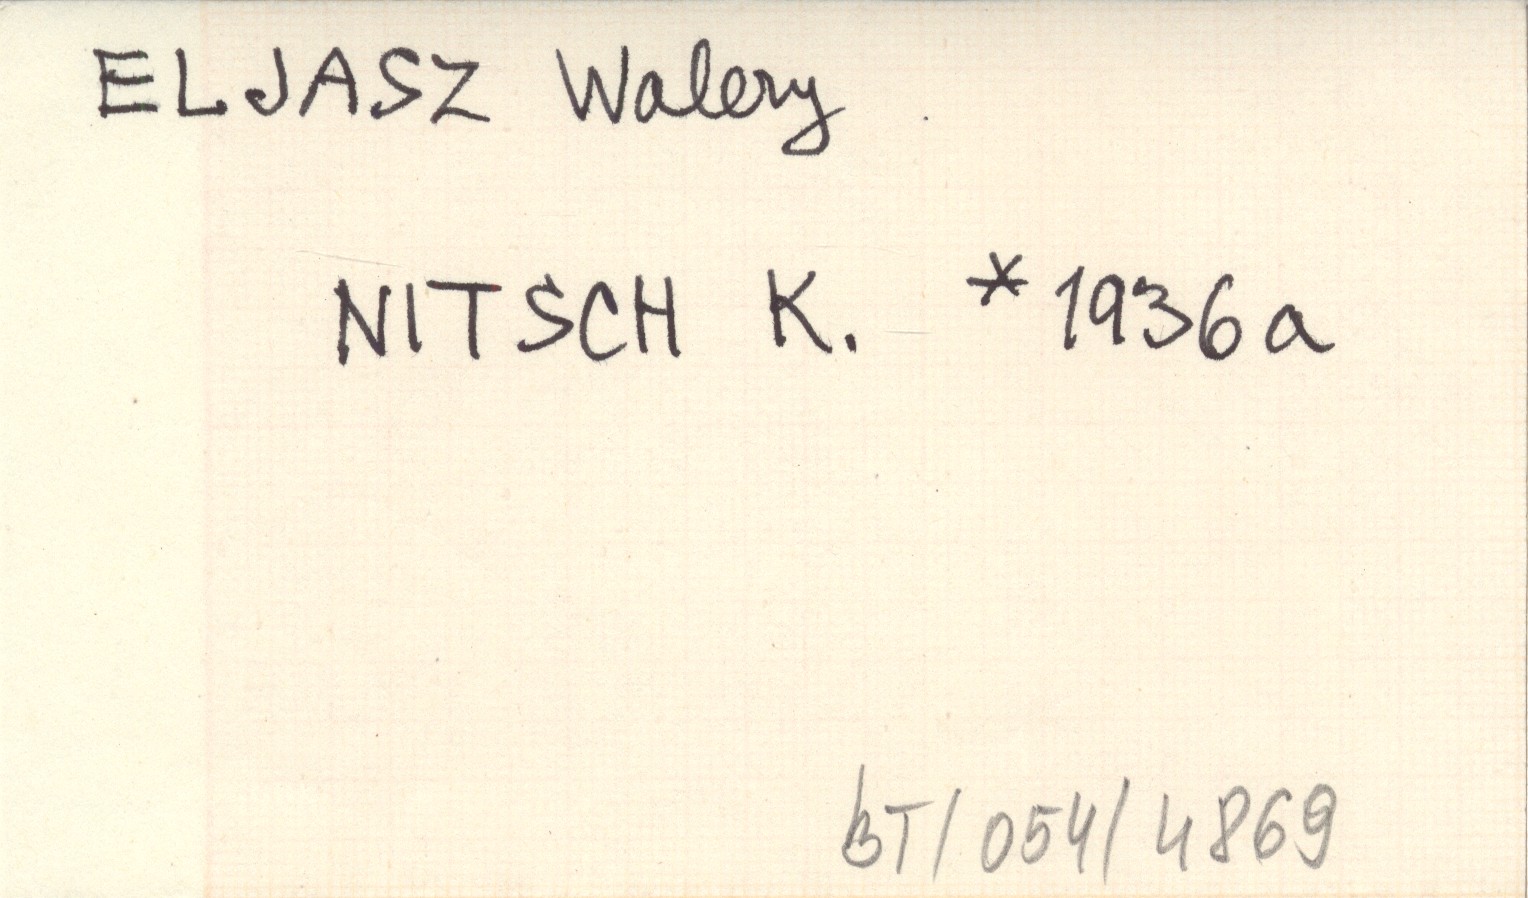 ELJASZ Walery
NITSCH K. *1936a
BT/054/4869